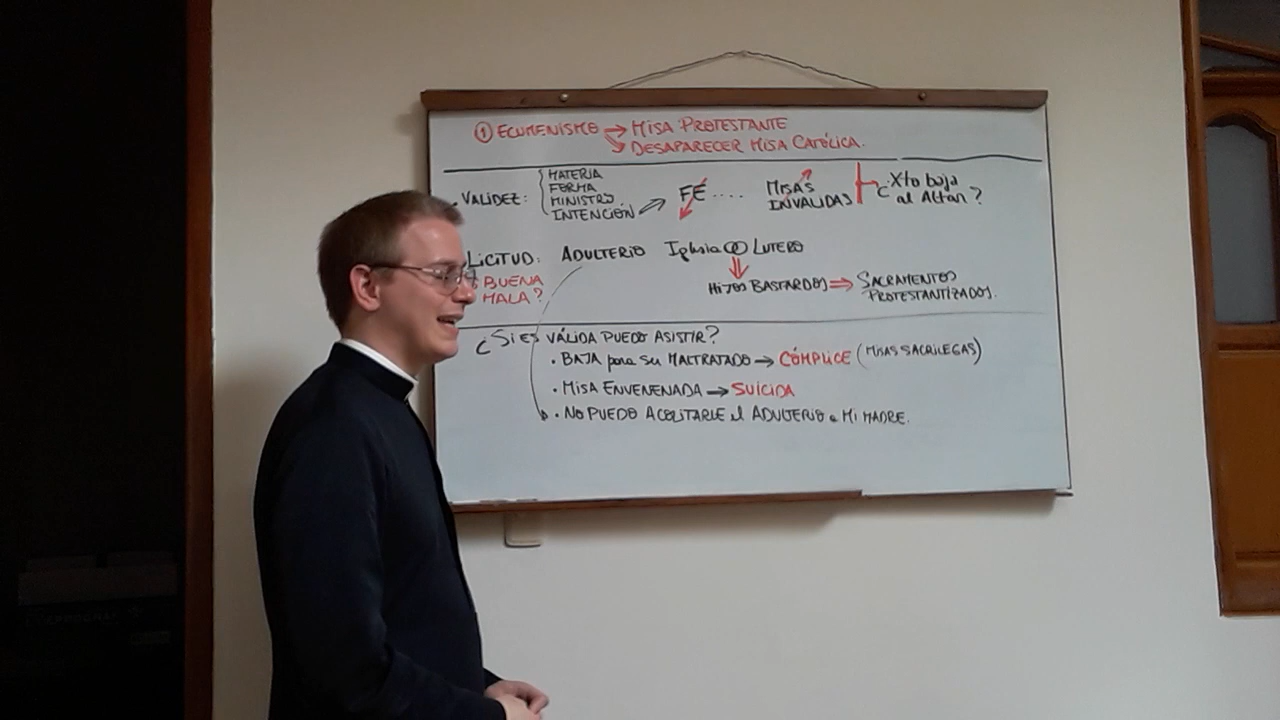 ① ECUMENISMO → MISA PROTESTANTE
DESAPARECER MISA CATÓLICA.
. VALIDEZ:
MATERIA
FORMA
MINISTRO
INTENCIÓN
FE ....
MISAS
INVALIDAS
¿Xto baja
al Altar?
LICITUD: ADULTERIO Iglesia LUTERO
BUENA
MALA?
HIJOS BASTARDOS ⇒ SACRAMENTOS
PROTESTANTIZADOS.
¿Si es VÁLIDA PUEDO ASISTIR?
• BAJA para ser MALTRATADO → CÓMPLICE (MISAS SACRÍLEGAS)
• MISA ENVENENADA → SUICIDA
• NO PUEDO ACOLITARLE el ADULTERIO a MI MADRE.